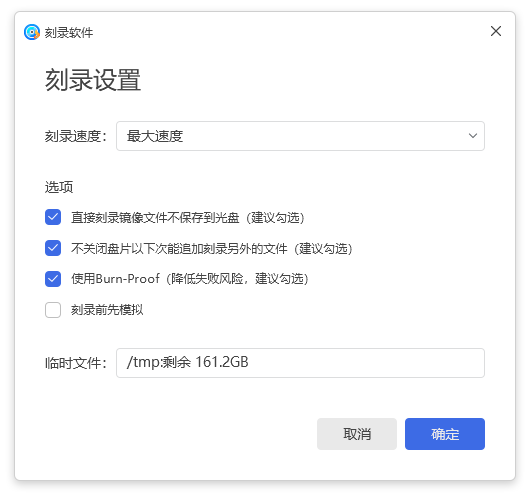 刻录软件
刻录设置
刻录速度： 最大速度
选项
直接刻录镜像文件不保存到光盘（建议勾选）
不关闭盘片以下次能追加刻录另外的文件（建议勾选）
使用Burn-Proof（降低失败风险，建议勾选）
刻录前先模拟
临时文件： /tmp:剩余 161.2GB
取消 确定